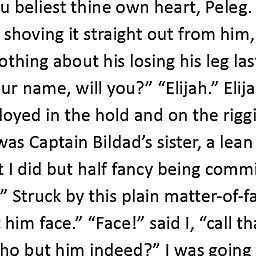 u beliest thine own heart, Peleg.
shoving it straight out from him,
othing about his losing his leg las
ur name, will you?” “Elijah.” Elija
loyed in the hold and on the riggi
was Captain Bildad’s sister, a lean
t I did but half fancy being commi
” Struck by this plain matter-of-fa
him face.” “Face!” said I, “call tha
ho but him indeed?” I was going